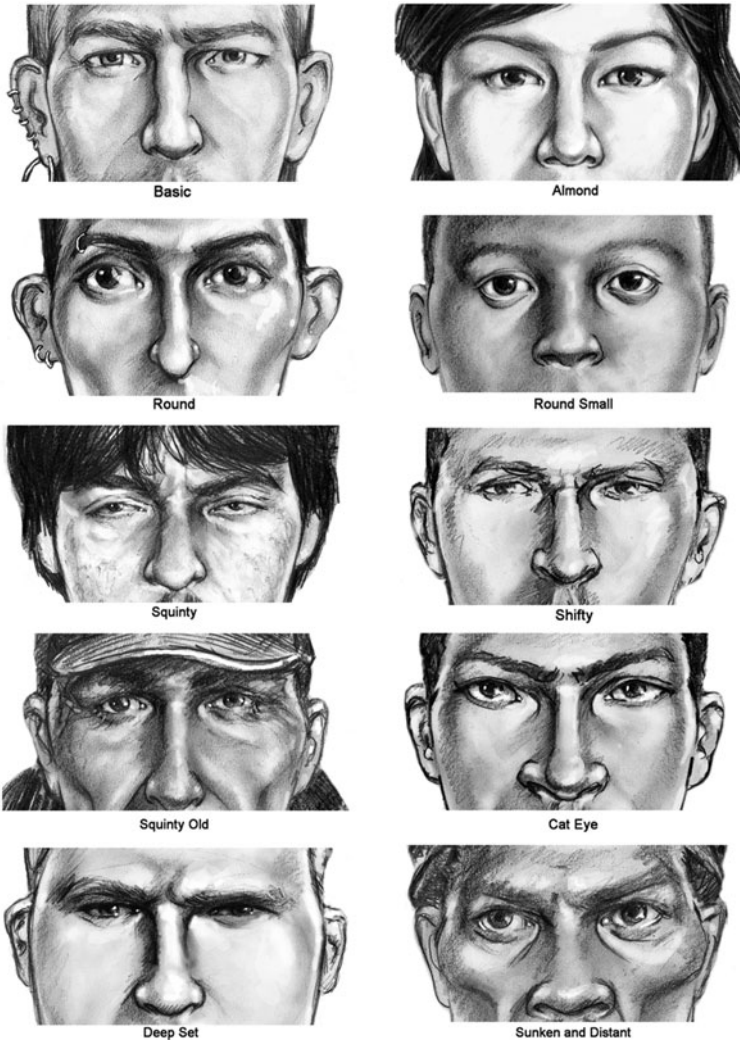 Basic
Almond
Round
Round Small
Squinty
Shifty
Squinty Old
Cat Eye
Deep Set
Sunken and Distant